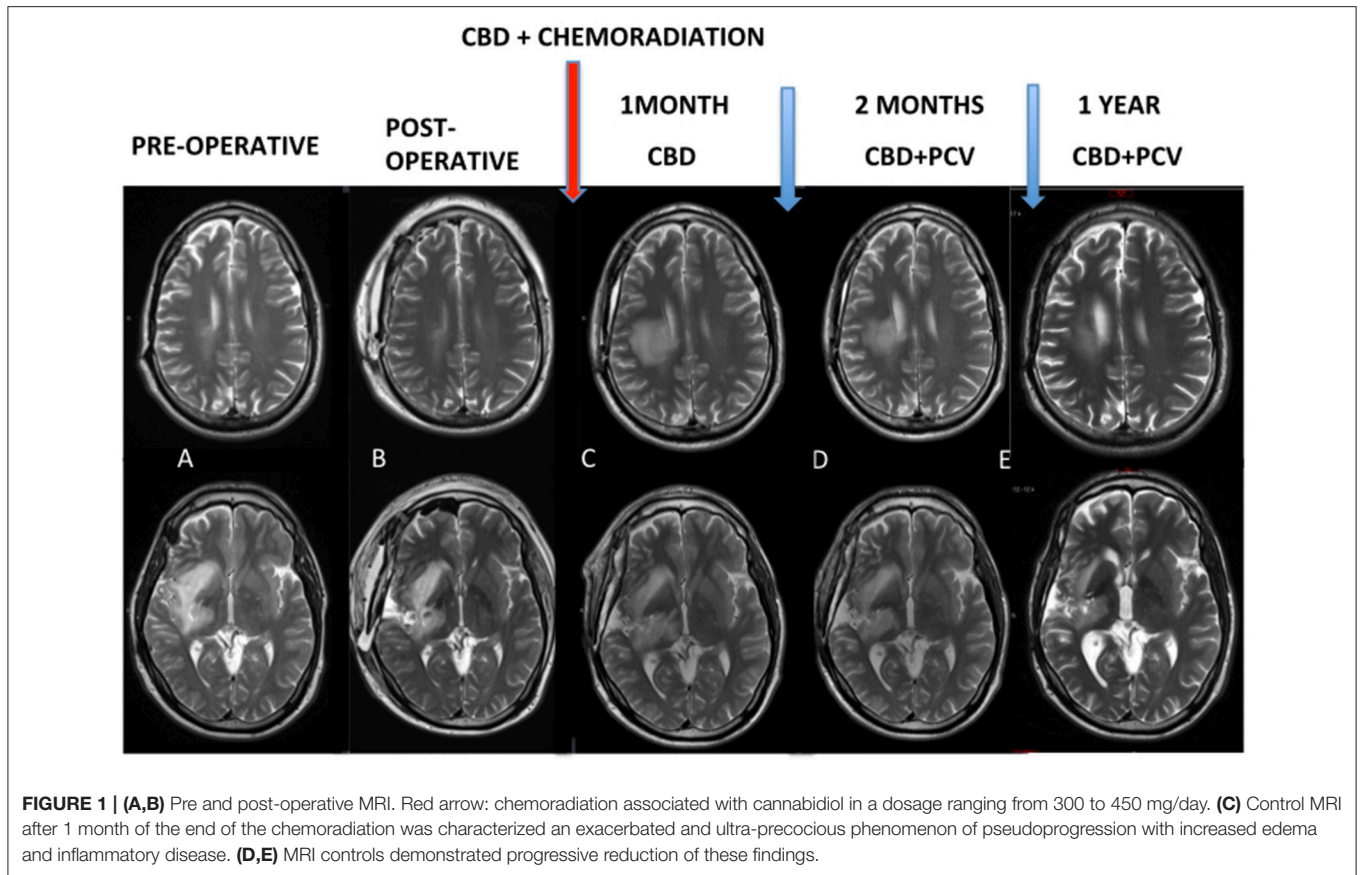 CBD + CHEMORADIATION
PRE-OPERATIVE
POST-
OPERATIVE
1MONTH
CBD
2 MONTHS
CBD+PCV
1 YEAR
CBD+PCV
A
B
C
D
E
FIGURE 1 | (A,B) Pre and post-operative MRI. Red arrow: chemoradiation associated with cannabidiol in a dosage ranging from 300 to 450 mg/day. (C) Control MRI
after 1 month of the end of the chemoradiation was characterized an exacerbated and ultra-precocious phenomenon of pseudoprogression with increased edema
and inflammatory disease. (D,E) MRI controls demonstrated progressive reduction of these findings.